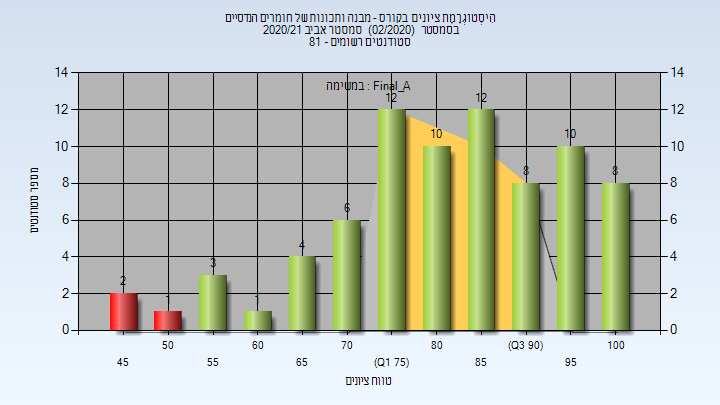 היסטוגרמת ציונים בקורס - מבנה ותכונות של חומרים הנדסיים
בסמסטר (02/2020) סמסטר אביב 2020/21
סטודנטים רשומים - 81
במשימה : Final_A
מספר סטודנטים
14 14
12 12
10 10
8 8
6 6
4 4
2 2
0 0
2 1 3 1 4 6 12 10 12 8 10 8
50 60 70 80 (Q3 90) 100
45 55 65 (Q1 75) 85 95
טווח ציונים